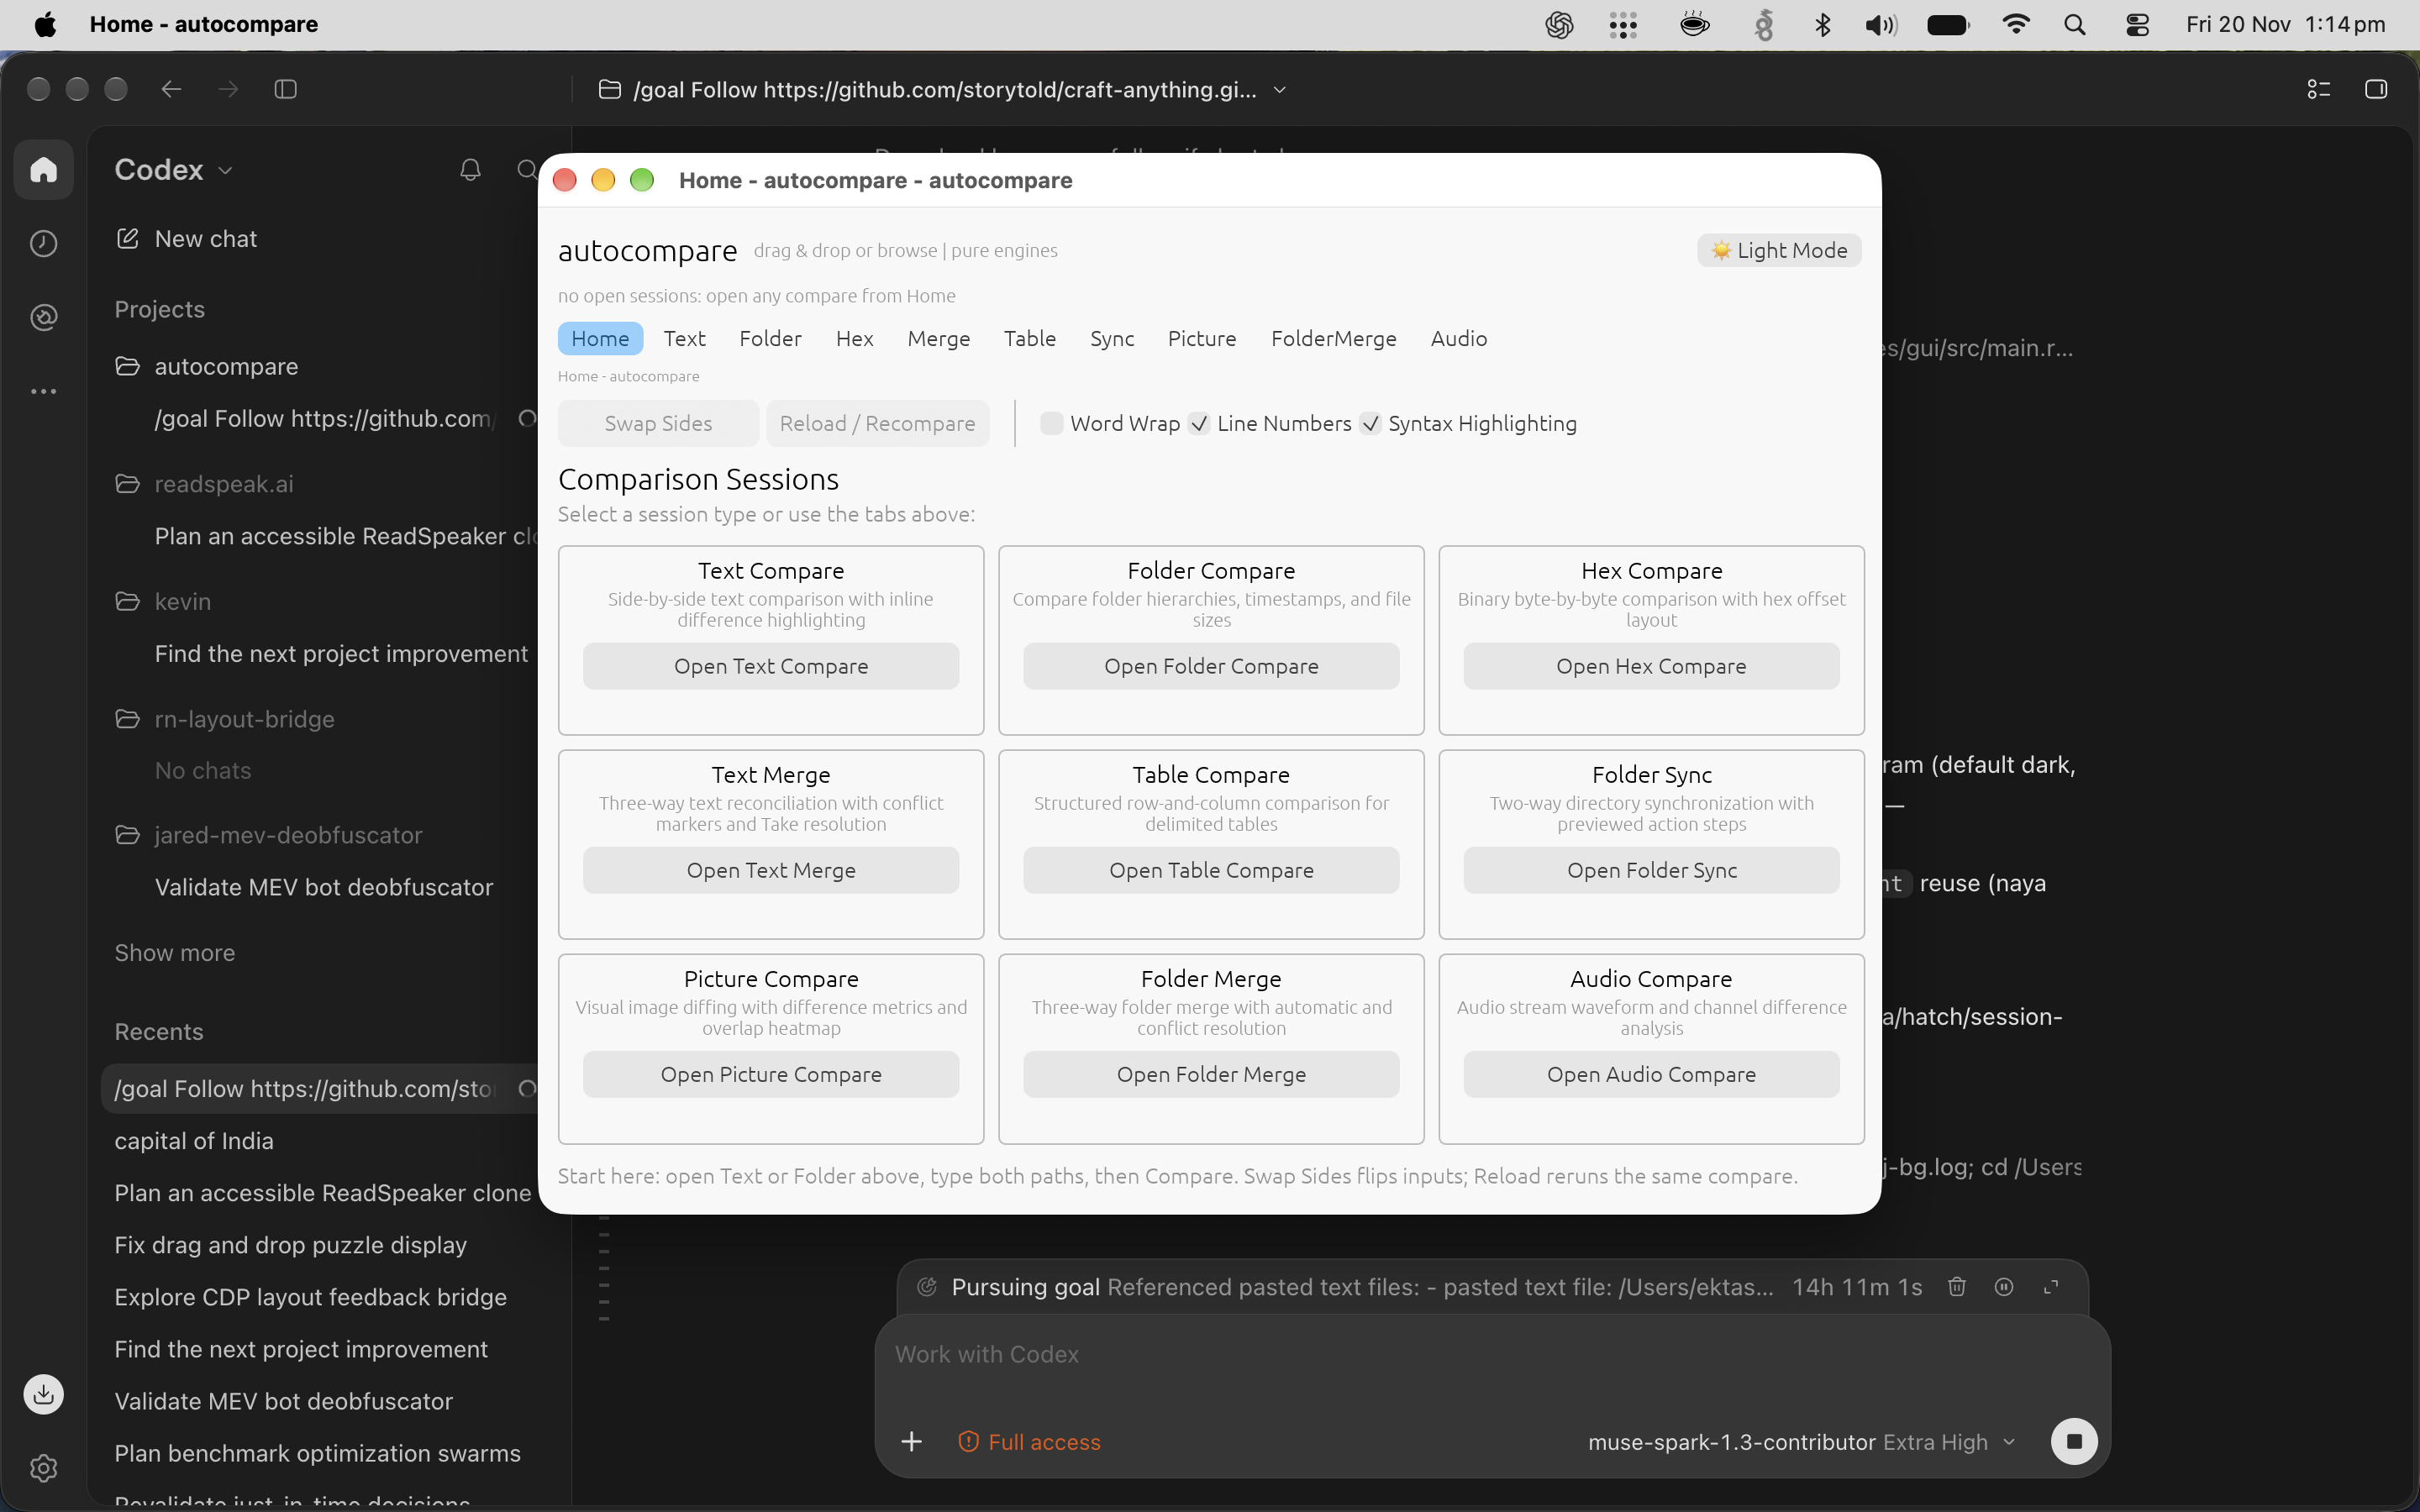 Home - autocompare
Fri 20 Nov 1:14 pm
/goal Follow https://github.com/storytold/craft-anything.gi...
Codex
New chat
Projects
autocompare
/goal Follow https://github.com/
readspeak.ai
Plan an accessible ReadSpeaker cl
kevin
Find the next project improvement
rn-layout-bridge
No chats
jared-mev-deobfuscator
Validate MEV bot deobfuscator
Show more
Recents
/goal Follow https://github.com/sto
capital of India
Plan an accessible ReadSpeaker clone
Fix drag and drop puzzle display
Explore CDP layout feedback bridge
Find the next project improvement
Validate MEV bot deobfuscator
Plan benchmark optimization swarms
Home - autocompare - autocompare
autocompare drag & drop or browse | pure engines
Light Mode
no open sessions: open any compare from Home
Home Text Folder Hex Merge Table Sync Picture FolderMerge Audio
Home - autocompare
Swap Sides Reload / Recompare Word Wrap Line Numbers Syntax Highlighting
Comparison Sessions
Select a session type or use the tabs above:
Text Compare
Side-by-side text comparison with inline
difference highlighting
Open Text Compare
Folder Compare
Compare folder hierarchies, timestamps, and file
sizes
Open Folder Compare
Hex Compare
Binary byte-by-byte comparison with hex offset
layout
Open Hex Compare
Text Merge
Three-way text reconciliation with conflict
markers and Take resolution
Open Text Merge
Table Compare
Structured row-and-column comparison for
delimited tables
Open Table Compare
Folder Sync
Two-way directory synchronization with
previewed action steps
Open Folder Sync
Picture Compare
Visual image diffing with difference metrics and
overlap heatmap
Open Picture Compare
Folder Merge
Three-way folder merge with automatic and
conflict resolution
Open Folder Merge
Audio Compare
Audio stream waveform and channel difference
analysis
Open Audio Compare
Start here: open Text or Folder above, type both paths, then Compare. Swap Sides flips inputs; Reload reruns the same compare.
es/gui/src/main.r...
ram (default dark,
—
nt reuse (naya
a/hatch/session-
j-bg.log; cd /Users
Pursuing goal Referenced pasted text files: - pasted text file: /Users/ektas... 14h 11m 1s
Work with Codex
Full access
muse-spark-1.3-contributor Extra High